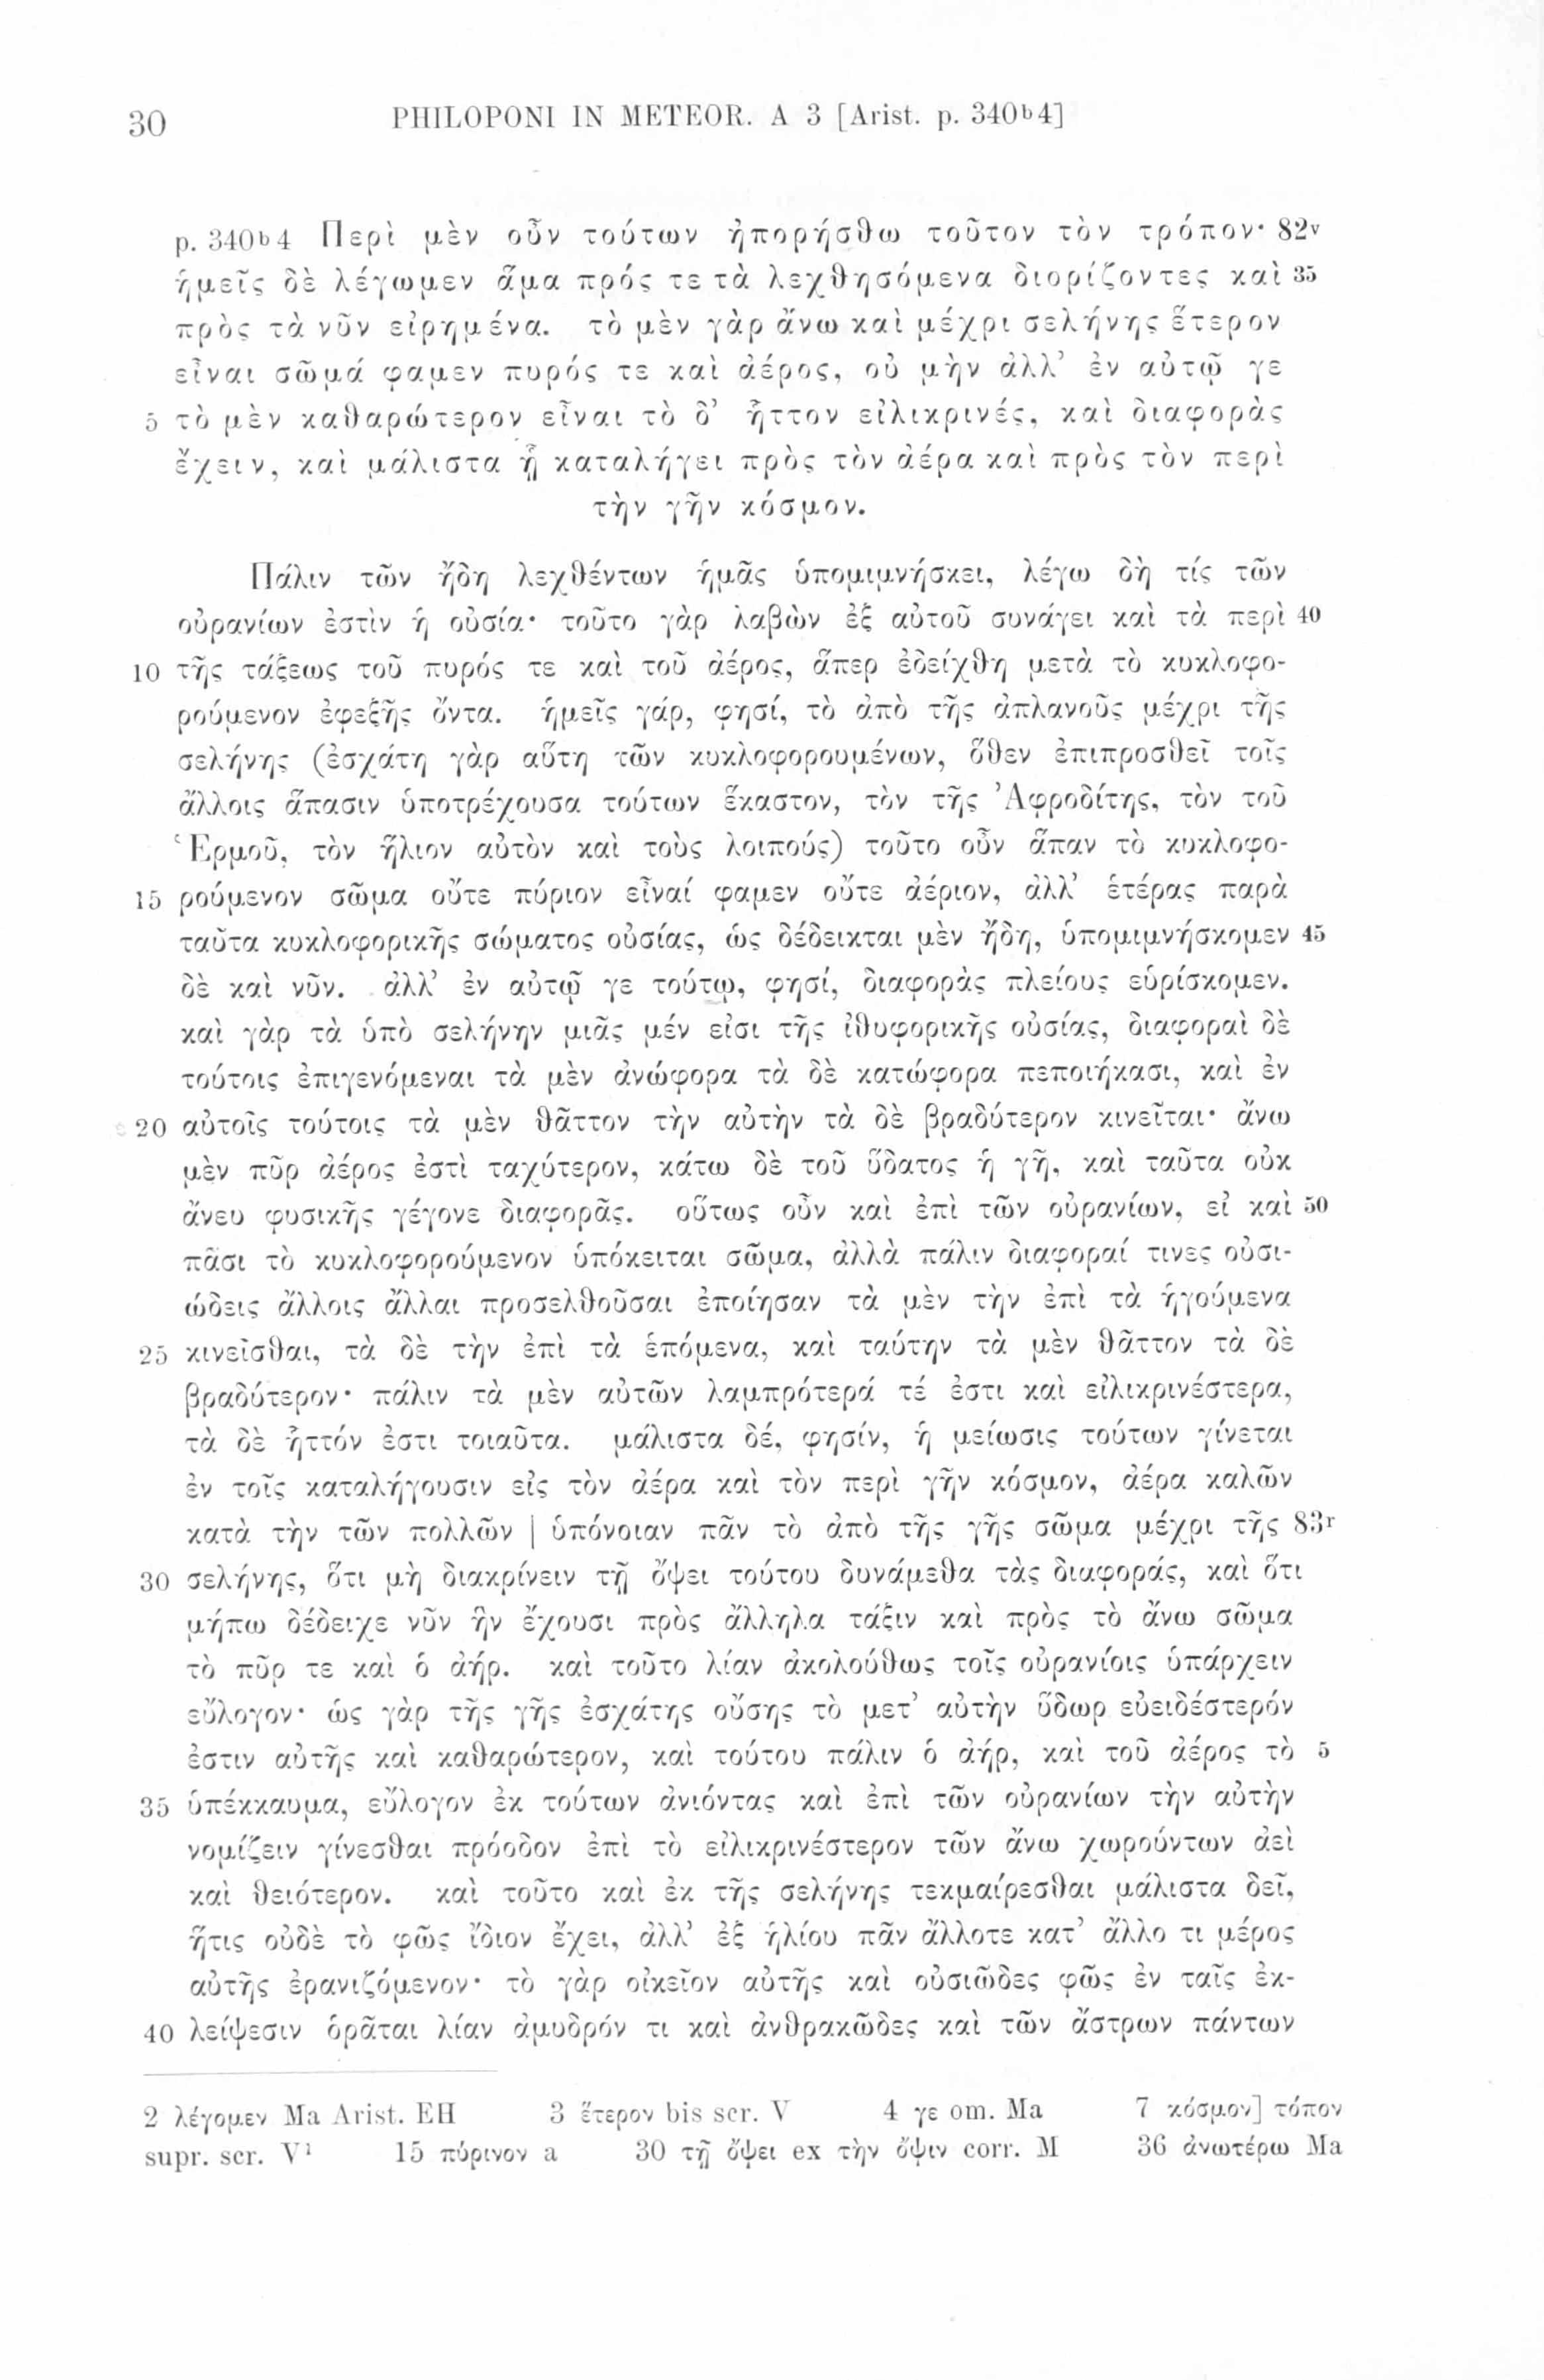 30 PHILOPONI IN METEOR. A 3 [Arist. p. 340b4]
p. 340b4 Περὶ μὲν οὖν τούτων ἠπορήσθω τοῦτον τὸν τρόπον· 82v
ἡμεῖς δὲ λέγωμεν ἅμα πρός τε τὰ λεχθησόμενα διορίζοντες καὶ 35
πρὸς τὰ νῦν εἰρημένα. τὸ μὲν γὰρ ἄνω καὶ μέχρι σελήνης ἕτερον
εἶναι σῶμά φαμεν πυρός τε καὶ ἀέρος, οὐ μὴν ἀλλ’ ἐν αὐτῷ γε
5 τὸ μὲν καθαρώτερον εἶναι τὸ δ’ ἧττον εἰλικρινές, καὶ διαφορὰς
ἔχειν, καὶ μάλιστα ᾗ καταλήγει πρὸς τὸν ἀέρα καὶ πρὸς τὸν περὶ
τὴν γῆν κόσμον.
Πάλιν τῶν ἤδη λεχθέντων ἡμᾶς ὑπομιμνήσκει, λέγω δὴ τίς τῶν
οὐρανίων ἐστὶν ἡ οὐσία· τοῦτο γὰρ λαβὼν ἐξ αὐτοῦ συνάγει καὶ τὰ περὶ 40
10 τῆς τάξεως τοῦ πυρός τε καὶ τοῦ ἀέρος, ἅπερ ἐδείχθη μετὰ τὸ κυκλοφο-
ρούμενον ἐφεξῆς ὄντα. ἡμεῖς γάρ, φησί, τὸ ἀπὸ τῆς ἀπλανοῦς μέχρι τῆς
σελήνης (ἐσχάτη γὰρ αὕτη τῶν κυκλοφορουμένων, ὅθεν ἐπιπροσθεῖ τοῖς
ἄλλοις ἅπασιν ὑποτρέχουσα τούτων ἕκαστον, τὸν τῆς Ἀφροδίτης, τὸν τοῦ
Ἑρμοῦ, τὸν ἥλιον αὐτὸν καὶ τοὺς λοιπούς) τοῦτο οὖν ἅπαν τὸ κυκλοφο-
15 ρούμενον σῶμα οὔτε πύριον εἶναί φαμεν οὔτε ἀέριον, ἀλλ’ ἑτέρας παρὰ
ταῦτα κυκλοφορικῆς σώματος οὐσίας, ὡς δέδεικται μὲν ἤδη, ὑπομιμνήσκομεν 45
δὲ καὶ νῦν. ἀλλ’ ἐν αὐτῷ γε τούτῳ, φησί, διαφορὰς πλείους εὑρίσκομεν.
καὶ γὰρ τὰ ὑπὸ σελήνην μιᾶς μέν εἰσι τῆς ἰθυφορικῆς οὐσίας, διαφοραὶ δὲ
τούτοις ἐπιγενόμεναι τὰ μὲν ἀνώφορα τὰ δὲ κατώφορα πεποιήκασι, καὶ ἐν
20 αὐτοῖς τούτοις τὰ μὲν θᾶττον τὴν αὐτὴν τὰ δὲ βραδύτερον κινεῖται· ἄνω
μὲν πῦρ ἀέρος ἐστὶ ταχύτερον, κάτω δὲ τοῦ ὕδατος ἡ γῆ, καὶ ταῦτα οὐκ
ἄνευ φυσικῆς γέγονε διαφορᾶς. οὕτως οὖν καὶ ἐπὶ τῶν οὐρανίων, εἰ καὶ 50
πᾶσι τὸ κυκλοφορούμενον ὑπόκειται σῶμα, ἀλλὰ πάλιν διαφοραί τινες οὐσι-
ώδεις ἄλλοις ἄλλαι προσελθοῦσαι ἐποίησαν τὰ μὲν τὴν ἐπὶ τὰ ἡγούμενα
25 κινεῖσθαι, τὰ δὲ τὴν ἐπὶ τὰ ἑπόμενα, καὶ ταύτην τὰ μὲν θᾶττον τὰ δὲ
βραδύτερον· πάλιν τὰ μὲν αὐτῶν λαμπρότερά τέ ἐστι καὶ εἰλικρινέστερα,
τὰ δὲ ἧττόν ἐστι τοιαῦτα. μάλιστα δέ, φησίν, ἡ μείωσις τούτων γίνεται
ἐν τοῖς καταλήγουσιν εἰς τὸν ἀέρα καὶ τὸν περὶ γῆν κόσμον, ἀέρα καλῶν
κατὰ τὴν τῶν πολλῶν | ὑπόνοιαν πᾶν τὸ ἀπὸ τῆς γῆς σῶμα μέχρι τῆς 83r
30 σελήνης, ὅτι μὴ διακρίνειν τῇ ὄψει τούτου δυνάμεθα τὰς διαφοράς, καὶ ὅτι
μήπω δέδειχε νῦν ἣν ἔχουσι πρὸς ἄλληλα τάξιν καὶ πρὸς τὸ ἄνω σῶμα
τὸ πῦρ τε καὶ ὁ ἀήρ. καὶ τοῦτο λίαν ἀκολούθως τοῖς οὐρανίοις ὑπάρχειν
εὔλογον· ὡς γὰρ τῆς γῆς ἐσχάτης οὔσης τὸ μετ’ αὐτὴν ὕδωρ εὐειδέστερόν
ἐστιν αὐτῆς καὶ καθαρώτερον, καὶ τούτου πάλιν ὁ ἀήρ, καὶ τοῦ ἀέρος τὸ 5
35 ὑπέκκαυμα, εὔλογον ἐκ τούτων ἀνιόντας καὶ ἐπὶ τῶν οὐρανίων τὴν αὐτὴν
νομίζειν γίνεσθαι πρόοδον ἐπὶ τὸ εἰλικρινέστερον τῶν ἄνω χωρούντων ἀεὶ
καὶ θειότερον. καὶ τοῦτο καὶ ἐκ τῆς σελήνης τεκμαίρεσθαι μάλιστα δεῖ,
ἥτις οὐδὲ τὸ φῶς ἴδιον ἔχει, ἀλλ’ ἐξ ἡλίου πᾶν ἄλλοτε κατ’ ἄλλο τι μέρος
αὐτῆς ἐρανιζόμενον· τὸ γὰρ οἰκεῖον αὐτῆς καὶ οὐσιῶδες φῶς ἐν ταῖς ἐκ-
40 λείψεσιν ὁρᾶται λίαν ἀμυδρόν τι καὶ ἀνθρακῶδες καὶ τῶν ἄστρων πάντων
2 λέγομεν Ma Arist. EH 3 ἕτερον bis scr. V 4 γε om. Ma 7 κόσμον] τόπον
supr. scr. V1 15 πύρινον a 30 τῇ ὄψει ex τὴν ὄψιν corr. M 36 ἀνωτέρω Ma